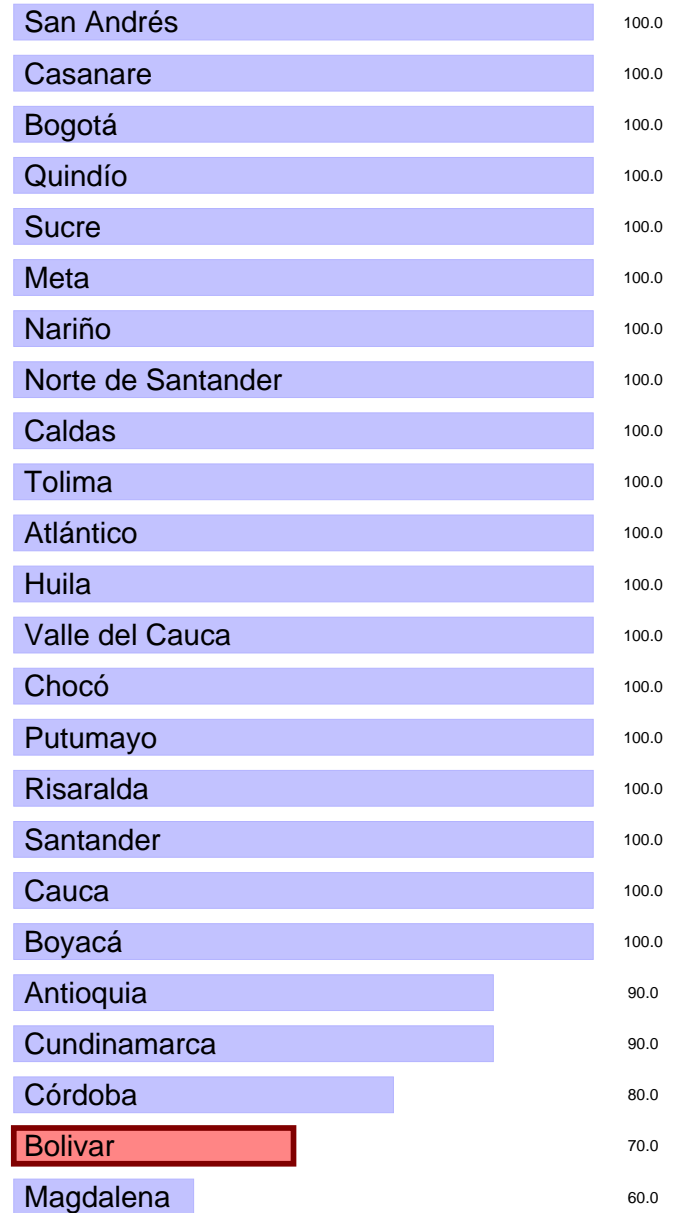 San Andrés 100.0
Casanare 100.0
Bogotá 100.0
Quindío 100.0
Sucre 100.0
Meta 100.0
Nariño 100.0
Norte de Santander 100.0
Caldas 100.0
Tolima 100.0
Atlántico 100.0
Huila 100.0
Valle del Cauca 100.0
Chocó 100.0
Putumayo 100.0
Risaralda 100.0
Santander 100.0
Cauca 100.0
Boyacá 100.0
Antioquia 90.0
Cundinamarca 90.0
Córdoba 80.0
Bolivar 70.0
Magdalena 60.0